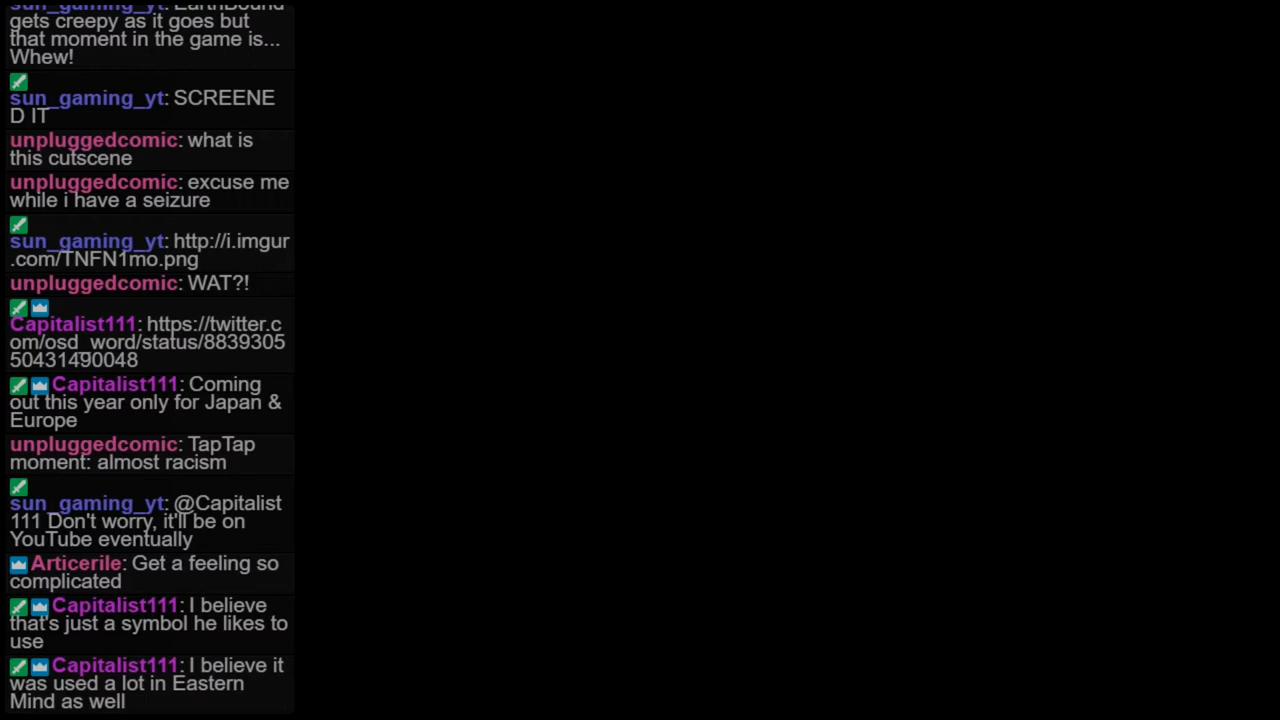 sun_gaming_yt: EarthBound
gets creepy as it goes but
that moment in the game is...
Whew!
sun_gaming_yt: SCREENE
D IT
unpluggedcomic: what is
this cutscene
unpluggedcomic: excuse me
while i have a seizure
sun_gaming_yt: http://i.imgur
.com/TNFN1mo.png
unpluggedcomic: WAT?!
Capitalist111: https://twitter.c
om/osd_word/status/8839305
50431490048
Capitalist111: Coming
out this year only for Japan &
Europe
unpluggedcomic: TapTap
moment: almost racism
sun_gaming_yt: @Capitalist
111 Don't worry, it'll be on
YouTube eventually
Articerile: Get a feeling so
complicated
Capitalist111: I believe
that's just a symbol he likes to
use
Capitalist111: I believe it
was used a lot in Eastern
Mind as well